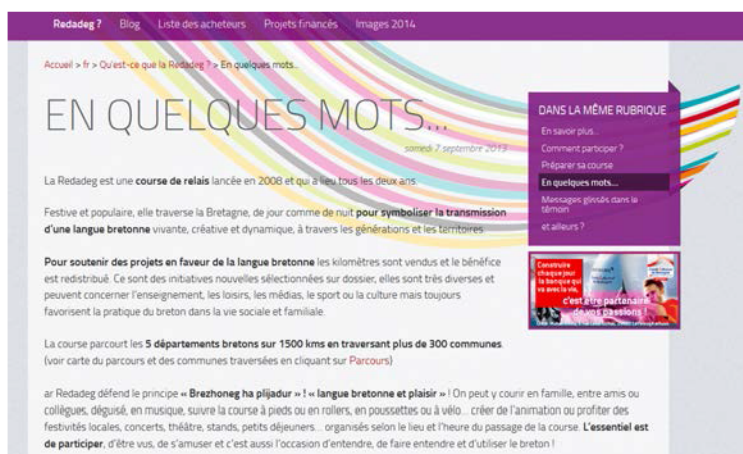 Redadeg ? Blog Liste des acheteurs Projets financés Images 2014
Accueil > fr > Qu'est-ce que la Redadeg ? > En quelques mots...
EN QUELQUES MOTS...
samedi 7 septembre 2013
La Redadeg est une course de relais lancée en 2008 et qui a lieu tous les deux ans.
Festive et populaire, elle traverse la Bretagne, de jour comme de nuit pour symboliser la transmission
d'une langue bretonne vivante, créative et dynamique, à travers les générations et les territoires.
Pour soutenir des projets en faveur de la langue bretonne les kilomètres sont vendus et le bénéfice
est redistribué. Ce sont des initiatives nouvelles sélectionnées sur dossier, elles sont très diverses et
peuvent concerner l'enseignement, les loisirs, les médias, le sport ou la culture mais toujours
favorisent la pratique du breton dans la vie sociale et familiale.
La course parcourt les 5 départements bretons sur 1500 kms en traversant plus de 300 communes.
(voir carte du parcours et des communes traversées en cliquant sur Parcours)
ar Redadeg défend le principe « Brezhoneg ha plijadur » ! « langue bretonne et plaisir » ! On peut y courir en famille, entre amis ou
collègues, déguisé, en musique, suivre la course à pieds ou en rollers, en poussettes ou à vélo... créer de l'animation ou profiter des
festivités locales, concerts, théâtre, stands, petits déjeuners... organisés selon le lieu et l'heure du passage de la course. L'essentiel est
de participer, d'être vus, de s'amuser et c'est aussi l'occasion d'entendre, de faire entendre et d'utiliser le breton !
DANS LA MÊME RUBRIQUE
En savoir plus...
Comment participer ?
Préparer sa course
En quelques mots....
Messages glissés dans le
témoin
et ailleurs ?
Construire
chaque jour
la banque qui
va avec la vie,
c'est être partenaire
de vos passions !